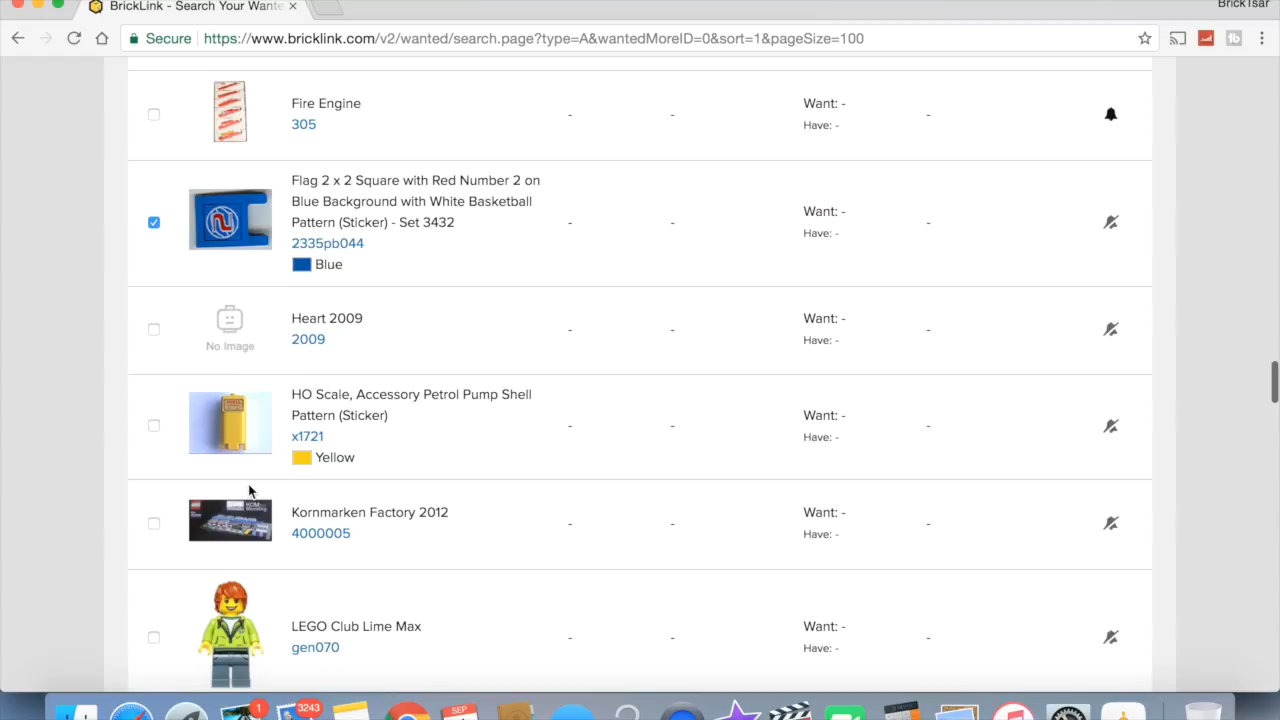 BrickLink - Search Your Wante
BrickTsar
Secure
https://www.bricklink.com/v2/wanted/search.page?type=A&wantedMoreID=0&sort=1&pageSize=100
Fire Engine
305
-
-
Want: -
Have: -
-
Flag 2 x 2 Square with Red Number 2 on
Blue Background with White Basketball
Pattern (Sticker) - Set 3432
2335pb044
Blue
-
-
Want: -
Have: -
-
No Image
Heart 2009
2009
-
-
Want: -
Have: -
-
HO Scale, Accessory Petrol Pump Shell
Pattern (Sticker)
x1721
Yellow
-
-
Want: -
Have: -
-
Kornmarken Factory 2012
4000005
-
-
Want: -
Have: -
-
LEGO Club Lime Max
gen070
-
-
Want: -
Have: -
-
1
3243
SEP